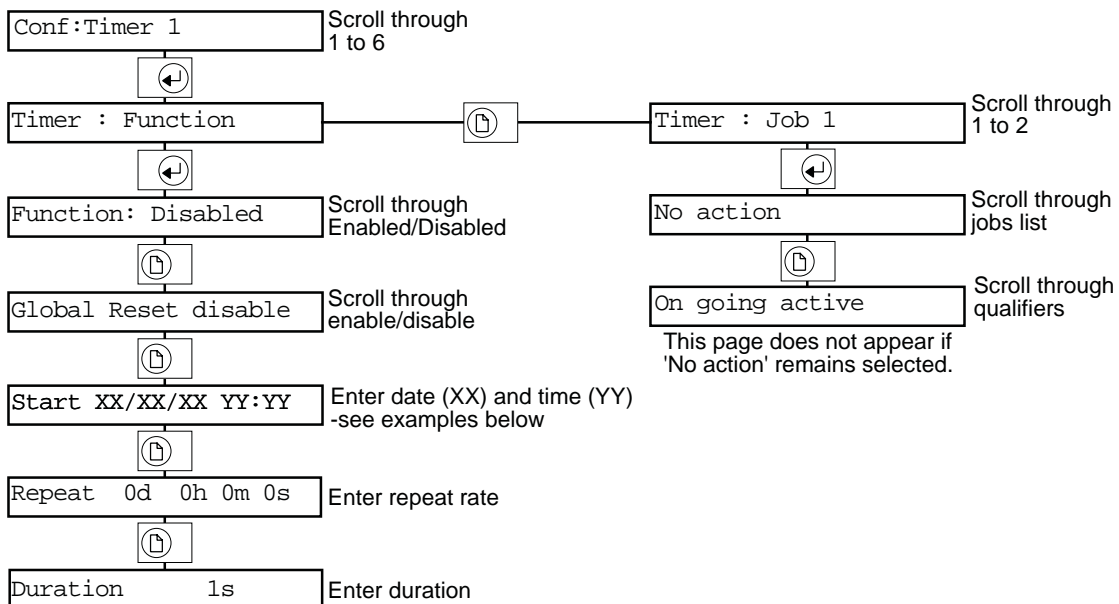 Conf:Timer 1
Scroll through
1 to 6
Timer : Function
Timer : Job 1
Scroll through
1 to 2
Function: Disabled
Scroll through
Enabled/Disabled
No action
Scroll through
jobs list
Global Reset disable
Scroll through
enable/disable
On going active
Scroll through
qualifiers
This page does not appear if
'No action' remains selected.
Start XX/XX/XX YY:YY
Enter date (XX) and time (YY)
-see examples below
Repeat 0d 0h 0m 0s
Enter repeat rate
Duration 1s
Enter duration